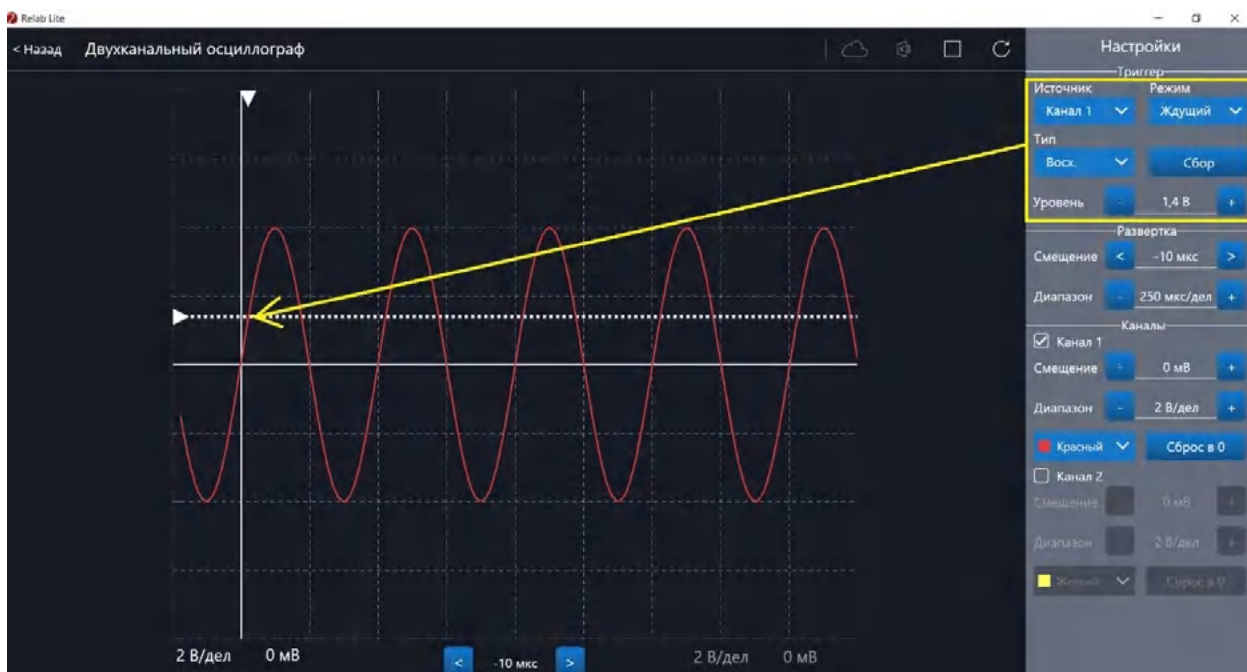 Relab Lite
< Назад Двухканальный осциллограф
Настройки
Триггер
Источник Режим
Канал 1 Ждущий
Тип
Восх. Сбор
Уровень - 1,4 В +
Развертка
Смещение < -10 мкс >
Диапазон - 250 мкс/дел +
Каналы
Канал 1
Смещение - 0 мВ +
Диапазон - 2 В/дел +
Красный Сброс в 0
Канал 2
Смещение 0 мВ +
Диапазон - 2 В/дел +
Желтый Сброс в 0
2 В/дел 0 мВ < -10 мкс > 2 В/дел 0 мВ